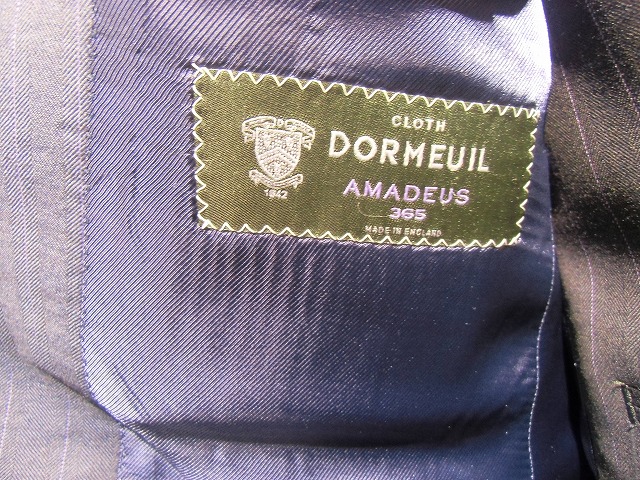 CLOTH
DORMEUIL
AMADEUS
365
MADE IN ENGLAND
1842